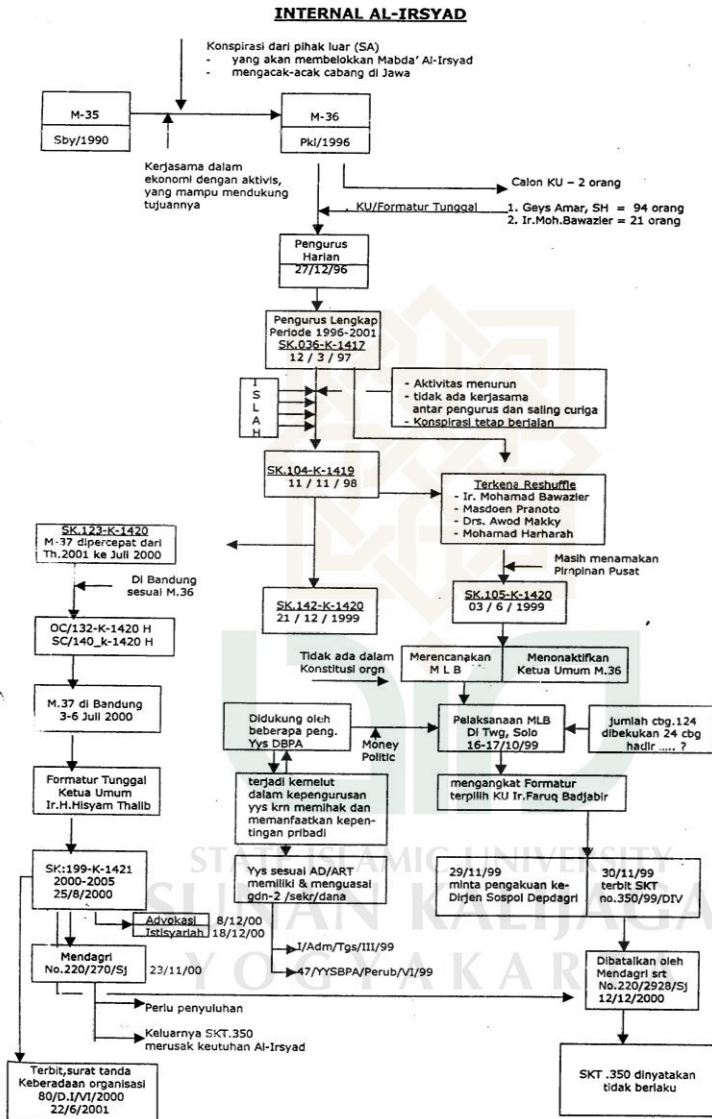 INTERNAL AL-IRSYAD
Konspirasi dari pihak luar (SA)
- yang akan membelokkan Mabda' Al-Irsyad
- mengacak-acak cabang di Jawa
M-35
Sby/1990
M-36
Pkl/1996
Kerjasama dalam
ekonomi dengan aktivis,
yang mampu mendukung
tujuannya
Calon KU – 2 orang
KU/Formatur Tunggal
1. Geys Amar, SH = 94 orang
2. Ir.Moh.Bawazier = 21 orang
Pengurus
Harian
27/12/96
Pengurus Lengkap
Periode 1996-2001
SK.036-K-1417
12 / 3 / 97
I
S
L
A
H
- Aktivitas menurun
- tidak ada kerjasama
antar pengurus dan saling curiga
- Konspirasi tetap berjalan
SK.104-K-1419
11 / 11 / 98
Terkena Reshuffle
- Ir. Mohamad Bawazier
- Masdoen Pranoto
- Drs. Awod Makky
- Mohamad Harharah
SK.123-K-1420
M-37 dipercepat dari
Th.2001 ke Juli 2000
Di Bandung
sesuai M.36
Masih menamakan
Pimpinan Pusat
SK.142-K-1420
21 / 12 / 1999
SK.105-K-1420
03 / 6 / 1999
OC/132-K-1420 H
SC/140_k-1420 H
Tidak ada dalam
Konstitusi orgn
Merencanakan
M L B
Menonaktifkan
Ketua Umum M.36
M.37 di Bandung
3-6 Juli 2000
Didukung oleh
beberapa peng.
Yys DBPA
Money
Politic
Pelaksanaan MLB
Di Twg, Solo
16-17/10/99
jumlah cbg.124
dibekukan 24 cbg
hadir ..... ?
Formatur Tunggal
Ketua Umum
Ir.H.Hisyam Thalib
terjadi kemelut
dalam kepengurusan
yys krn memihak dan
memanfaatkan kepen-
tingan pribadi
mengangkat Formatur
terpilih KU Ir.Faruq Badjabir
SK:199-K-1421
2000-2005
25/8/2000
Yys sesuai AD/ART
memiliki & menguasai
gdn-2 /sekr/dana
29/11/99
minta pengakuan ke-
Dirjen Sospol Depdagri
30/11/99
terbit SKT
no.350/99/DIV
STATE ISLAMIC UNIVERSITY
SUNAN KALIJAGA
YOGYAKARTA
Advokasi 8/12/00
Istisyariah 18/12/00
I/Adm/Tgs/III/99
47/YYSBPA/Perub/VI/99
Mendagri
No.220/270/Sj
23/11/00
Dibatalkan oleh
Mendagri srt
No.220/2928/Sj
12/12/2000
Perlu penyuluhan
Keluarnya SKT.350
merusak keutuhan Al-Irsyad
Terbit,surat tanda
Keberadaan organisasi
80/D.I/VI/2000
22/6/2001
SKT .350 dinyatakan
tidak berlaku